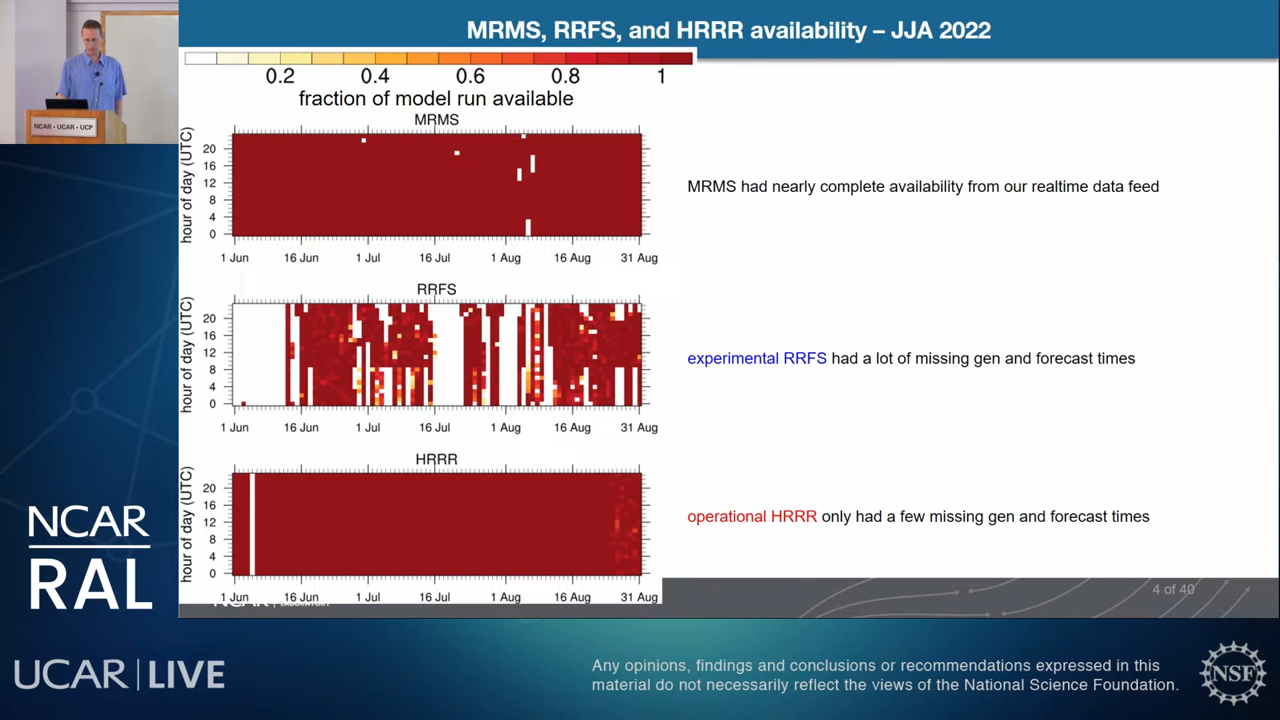 NCAR • UCAR • UCP
MRMS, RRFS, and HRRR availability – JJA 2022
0.2 0.4 0.6 0.8 1
fraction of model run available
MRMS
hour of day (UTC)
20
16
12
8
4
0
1 Jun 16 Jun 1 Jul 16 Jul 1 Aug 16 Aug 31 Aug
MRMS had nearly complete availability from our realtime data feed
RRFS
hour of day (UTC)
20
16
12
8
4
0
1 Jun 16 Jun 1 Jul 16 Jul 1 Aug 16 Aug 31 Aug
experimental RRFS had a lot of missing gen and forecast times
HRRR
hour of day (UTC)
20
16
12
8
4
0
1 Jun 16 Jun 1 Jul 16 Jul 1 Aug 16 Aug 31 Aug
operational HRRR only had a few missing gen and forecast times
4 of 40
NCAR
RAL
UCAR | LIVE
Any opinions, findings and conclusions or recommendations expressed in this
material do not necessarily reflect the views of the National Science Foundation.
NSF